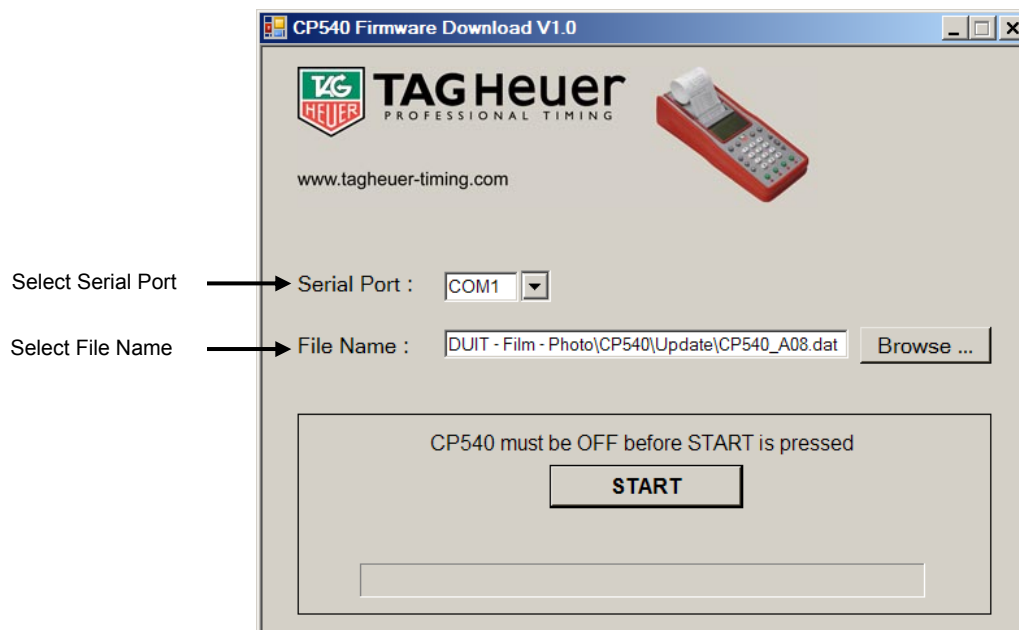 CP540 Firmware Download V1.0
TAG
HEUER
TAGHeuer
PROFESSIONAL TIMING
www.tagheuer-timing.com
Select Serial Port
Serial Port :
COM1
Select File Name
File Name :
DUIT - Film - Photo\CP540\Update\CP540_A08.dat
Browse ...
CP540 must be OFF before START is pressed
START